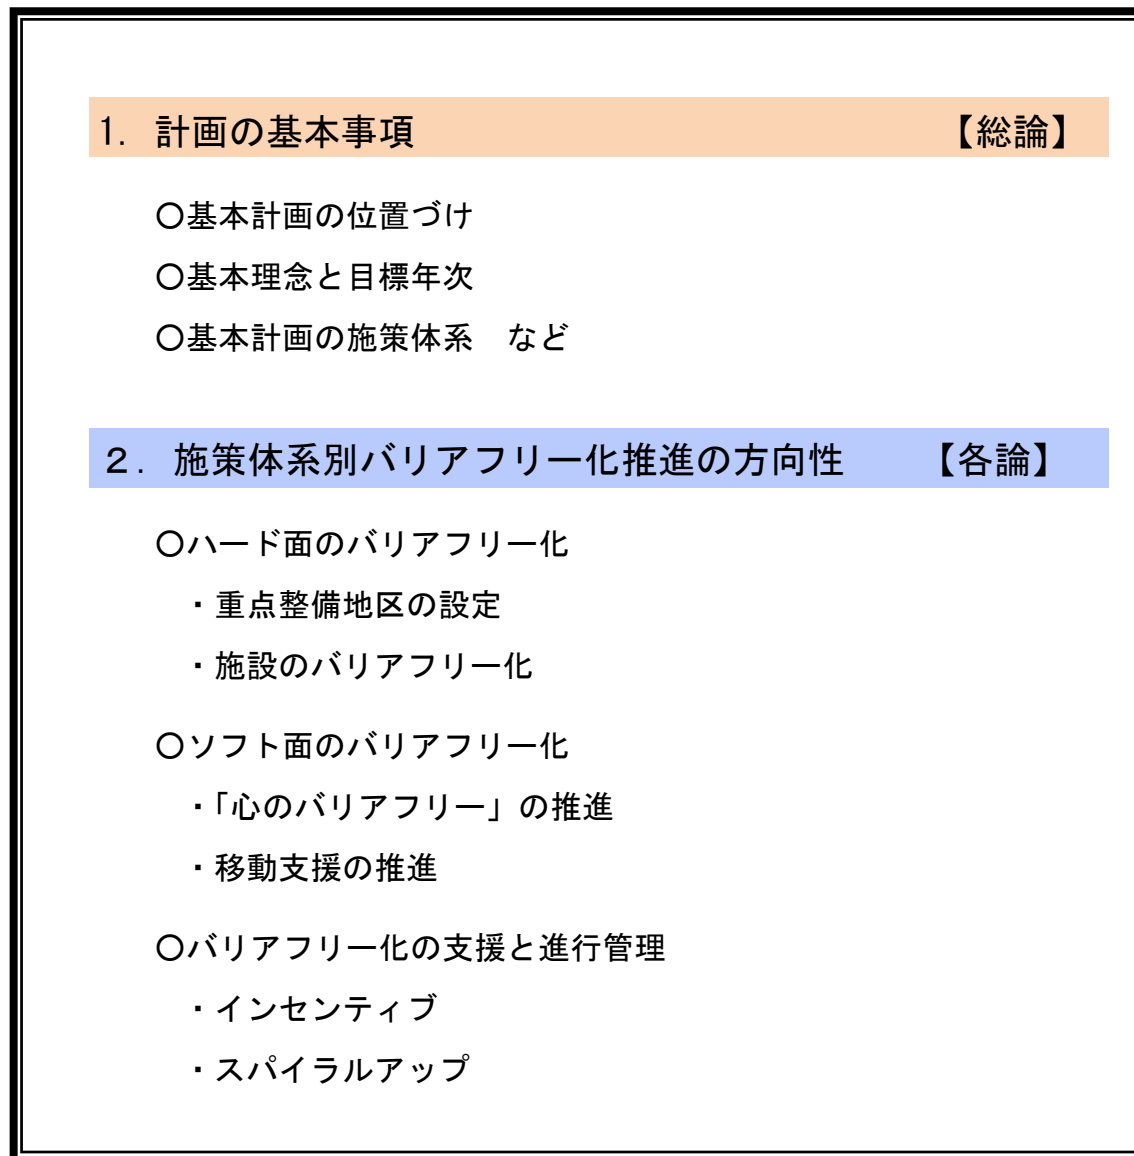 1. 計画の基本事項 【総論】
〇基本計画の位置づけ
〇基本理念と目標年次
〇基本計画の施策体系 など
２．施策体系別バリアフリー化推進の方向性 【各論】
〇ハード面のバリアフリー化
・重点整備地区の設定
・施設のバリアフリー化
〇ソフト面のバリアフリー化
・「心のバリアフリー」の推進
・移動支援の推進
〇バリアフリー化の支援と進行管理
・インセンティブ
・スパイラルアップ